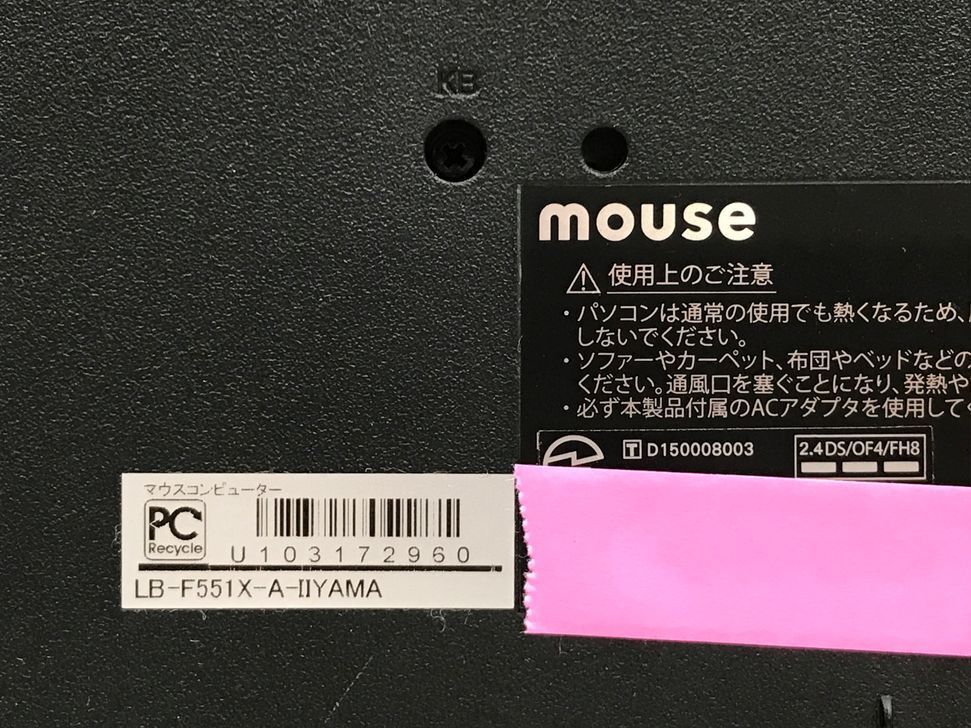 KB
mouse
使用上のご注意
・パソコンは通常の使用でも熱くなるため、
しないでください。
・ソファーやカーペット、布団やベッドなどの
ください。通風口を塞ぐことになり、発熱や
・必ず本製品付属のACアダプタを使用して
T D150008003
2.4DS/OF4/FH8
マウスコンピューター
PC
Recycle
U103172960
LB-F551X-A-IIYAMA